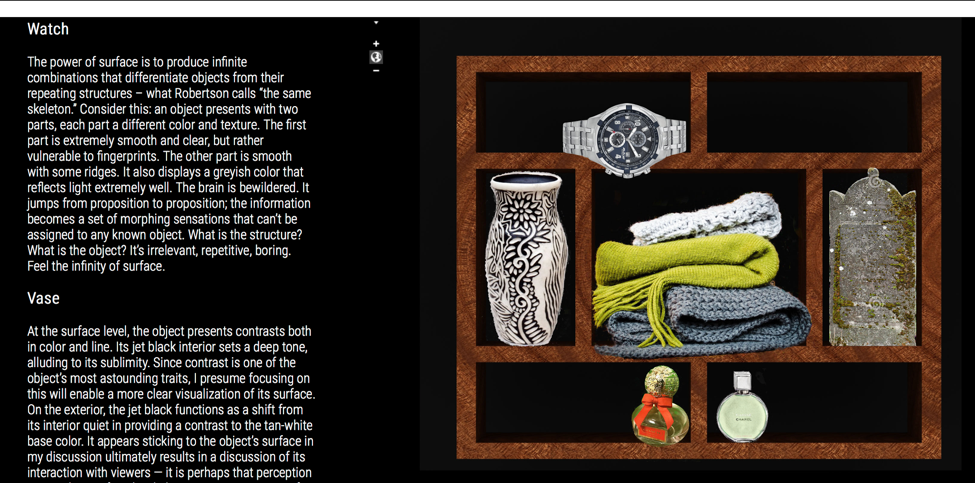 Watch
The power of surface is to produce infinite
combinations that differentiate objects from their
repeating structures – what Robertson calls “the same
skeleton.” Consider this: an object presents with two
parts, each part a different color and texture. The first
part is extremely smooth and clear, but rather
vulnerable to fingerprints. The other part is smooth
with some ridges. It also displays a greyish color that
reflects light extremely well. The brain is bewildered. It
jumps from proposition to proposition; the information
becomes a set of morphing sensations that can’t be
assigned to any known object. What is the structure?
What is the object? It’s irrelevant, repetitive, boring.
Feel the infinity of surface.
Vase
At the surface level, the object presents contrasts both
in color and line. Its jet black interior sets a deep tone,
alluding to its sublimity. Since contrast is one of the
object’s most astounding traits, I presume focusing on
this will enable a more clear visualization of its surface.
On the exterior, the jet black functions as a shift from
its interior quiet in providing a contrast to the tan-white
base color. It appears sticking to the object’s surface in
my discussion ultimately results in a discussion of its
interaction with viewers – it is perhaps that perception
+
–
CHANEL